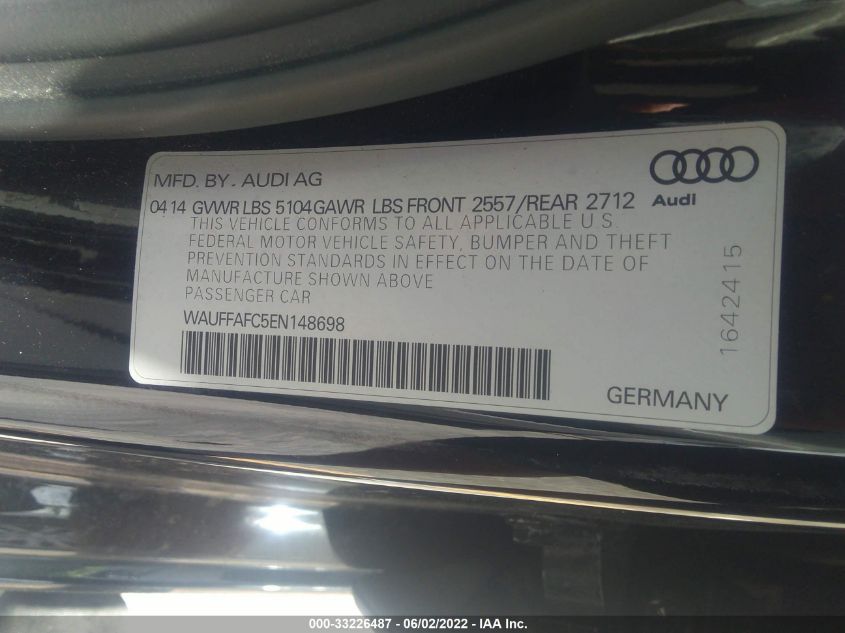 MFD. BY. AUDI AG
Audi
04 14 GVWR LBS 5104 GAWR LBS FRONT 2557/REAR 2712
THIS VEHICLE CONFORMS TO ALL APPLICABLE U.S.
FEDERAL MOTOR VEHICLE SAFETY, BUMPER AND THEFT
PREVENTION STANDARDS IN EFFECT ON THE DATE OF
MANUFACTURE SHOWN ABOVE
PASSENGER CAR
WAUFFAFC5EN148698
1642415
GERMANY
000-33226487 - 06/02/2022 - IAA Inc.